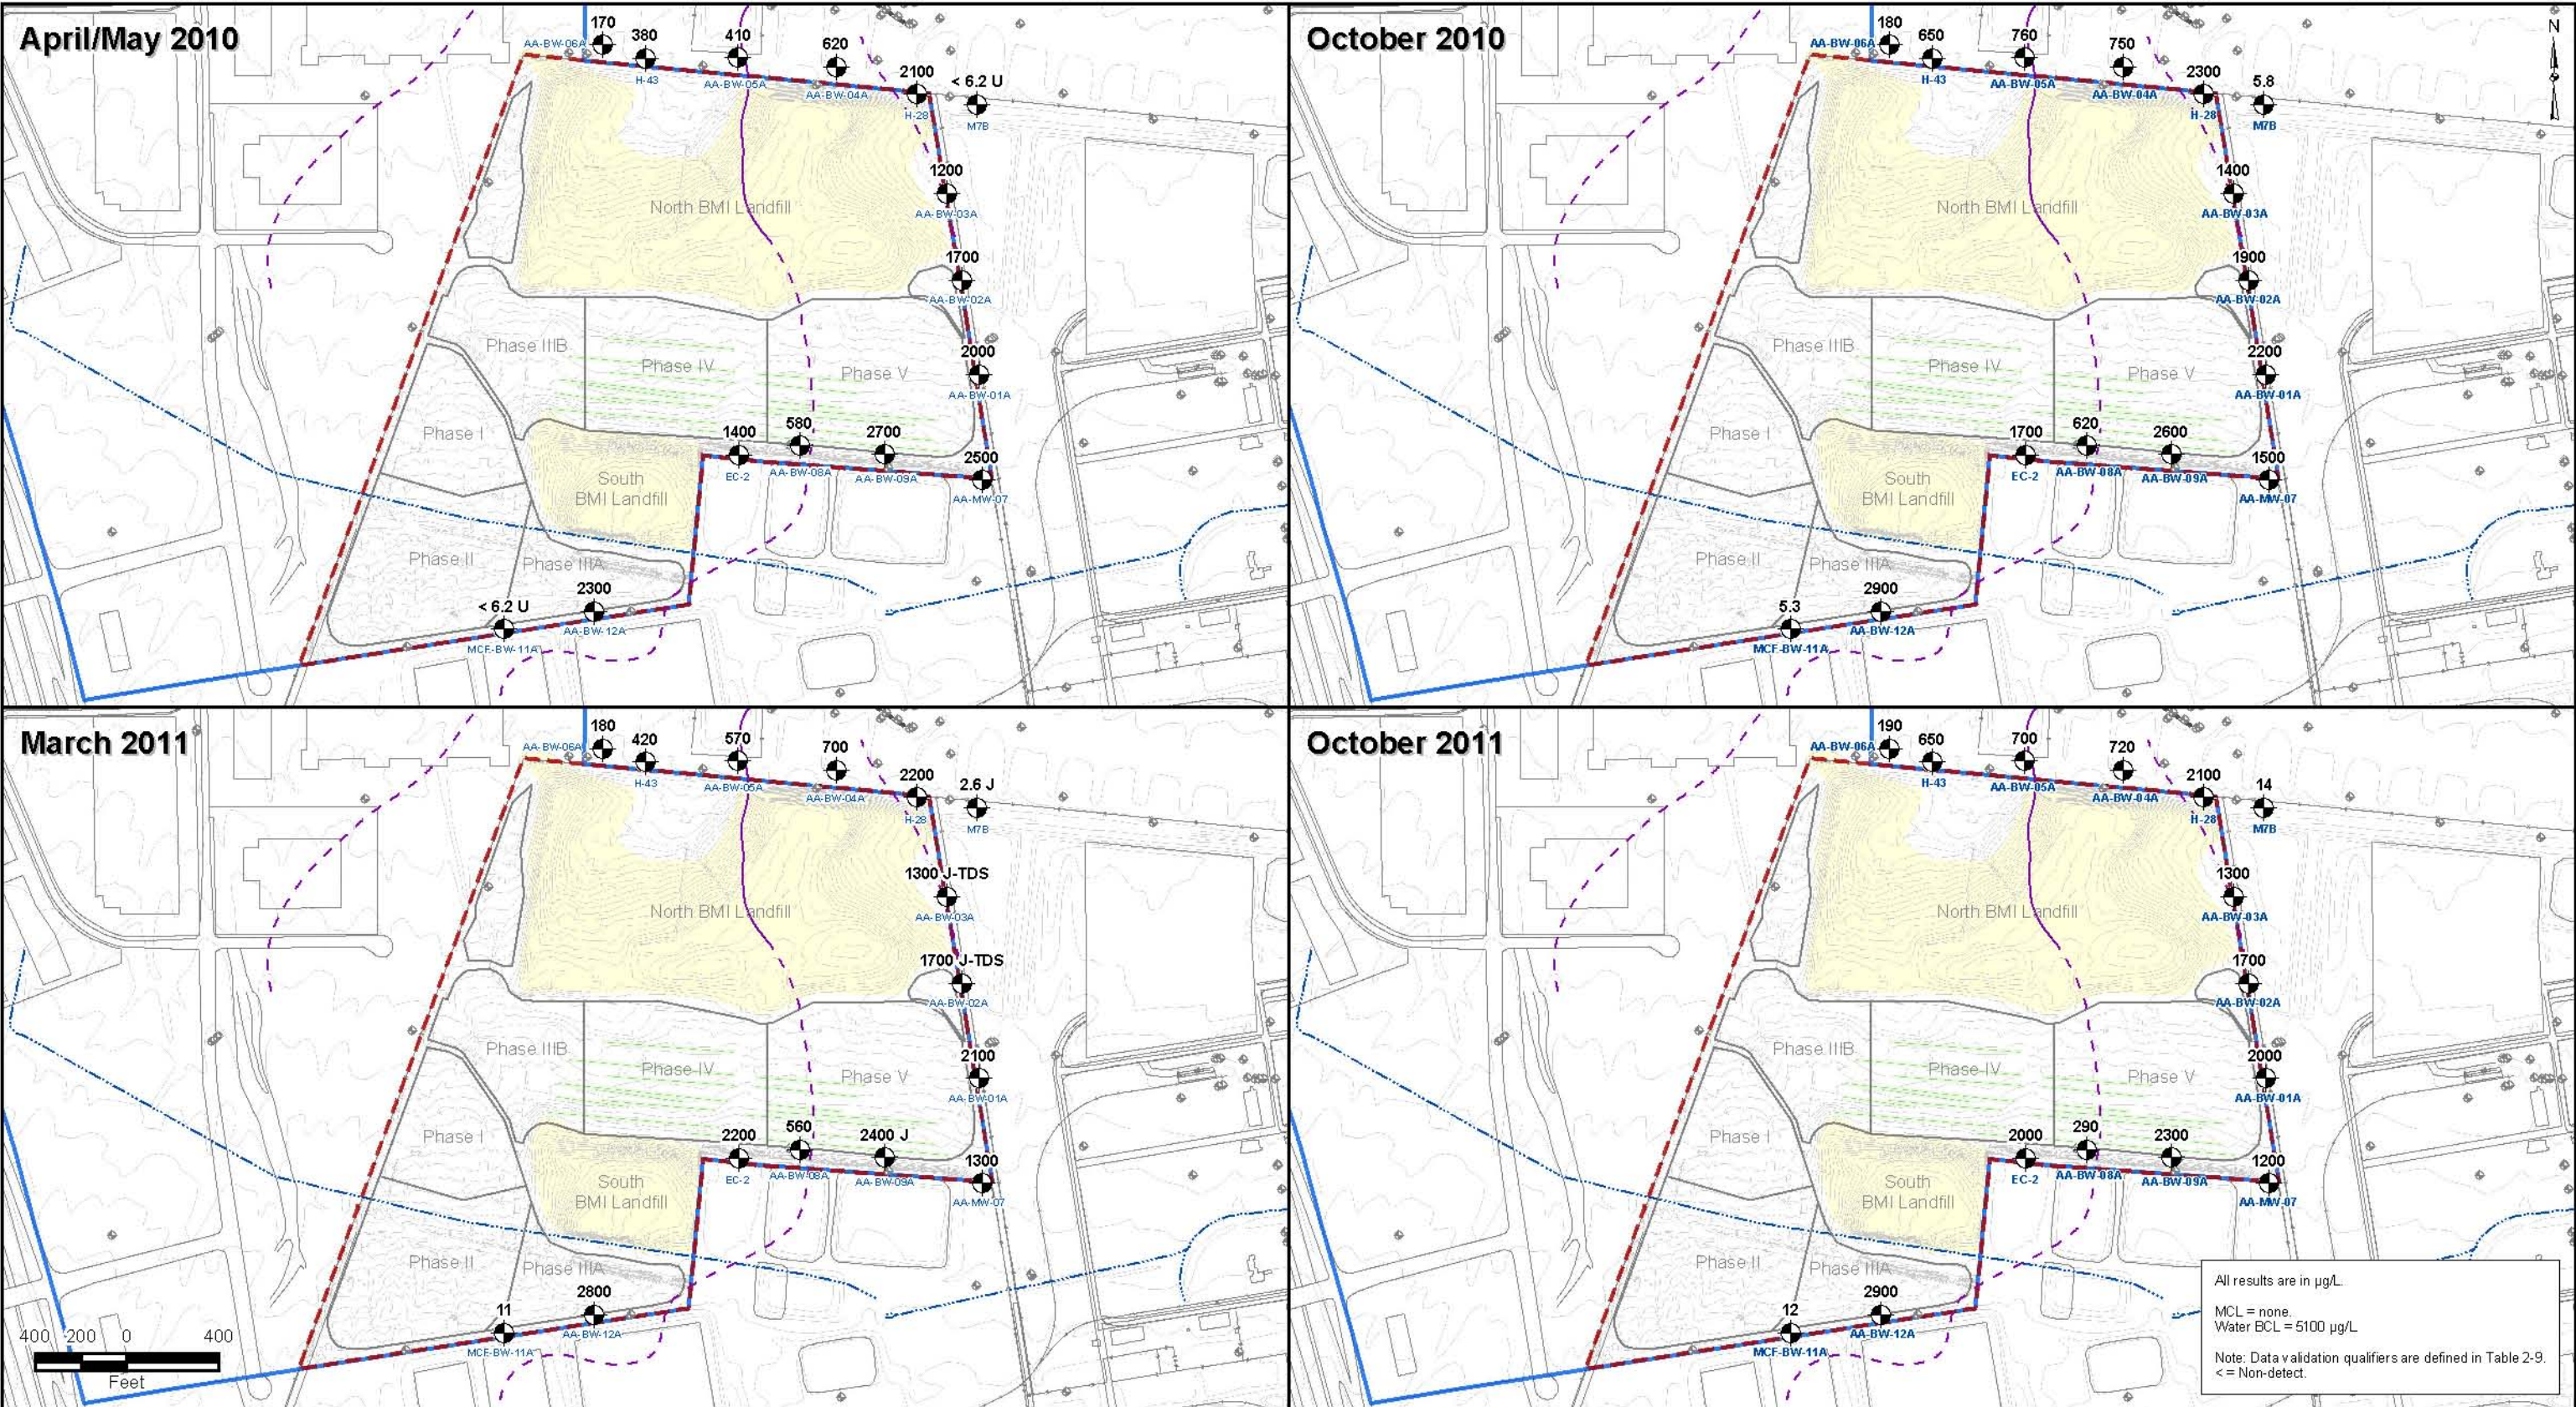 April/May 2010
170
AA-BW-06A
380
H-43
410
AA-BW-05A
620
AA-BW-04A
2100
H-28
< 6.2 U
M7B
1200
AA-BW-03A
North BMI Landfill
1700
AA-BW-02A
Phase IIIB
Phase IV
Phase V
2000
AA-BW-01A
Phase I
1400
EC-2
580
AA-BW-08A
2700
AA-BW-09A
2500
AA-MW-07
South
BMI Landfill
Phase II
Phase IIIA
< 6.2 U
MCF-BW-11A
2300
AA-BW-12A
October 2010
N
180
AA-BW-06A
650
H-43
760
AA-BW-05A
750
AA-BW-04A
2300
H-28
5.8
M7B
1400
AA-BW-03A
North BMI Landfill
1900
AA-BW-02A
Phase IIIB
Phase IV
Phase V
2200
AA-BW-01A
Phase I
1700
EC-2
620
AA-BW-08A
2600
AA-BW-09A
1500
AA-MW-07
South
BMI Landfill
Phase II
Phase IIIA
5.3
MCF-BW-11A
2900
AA-BW-12A
March 2011
180
AA-BW-06A
420
H-43
570
AA-BW-05A
700
AA-BW-04A
2200
H-28
2.6 J
M7B
1300 J-TDS
AA-BW-03A
North BMI Landfill
1700 J-TDS
AA-BW-02A
Phase IIIB
Phase IV
Phase V
2100
AA-BW-01A
Phase I
2200
EC-2
560
AA-BW-08A
2400 J
AA-BW-09A
1300
AA-MW-07
South
BMI Landfill
Phase II
Phase IIIA
11
MCF-BW-11A
2800
AA-BW-12A
400 200 0 400
Feet
October 2011
190
AA-BW-06A
650
H-43
700
AA-BW-05A
720
AA-BW-04A
2100
H-28
14
M7B
1300
AA-BW-03A
North BMI Landfill
1700
AA-BW-02A
Phase IIIB
Phase IV
Phase V
2000
AA-BW-01A
Phase I
2000
EC-2
290
AA-BW-08A
2300
AA-BW-09A
1200
AA-MW-07
South
BMI Landfill
Phase II
Phase IIIA
12
MCF-BW-11A
2900
AA-BW-12A
All results are in µg/L.
MCL = none.
Water BCL = 5100 µg/L
Note: Data validation qualifiers are defined in Table 2-9.
< = Non-detect.